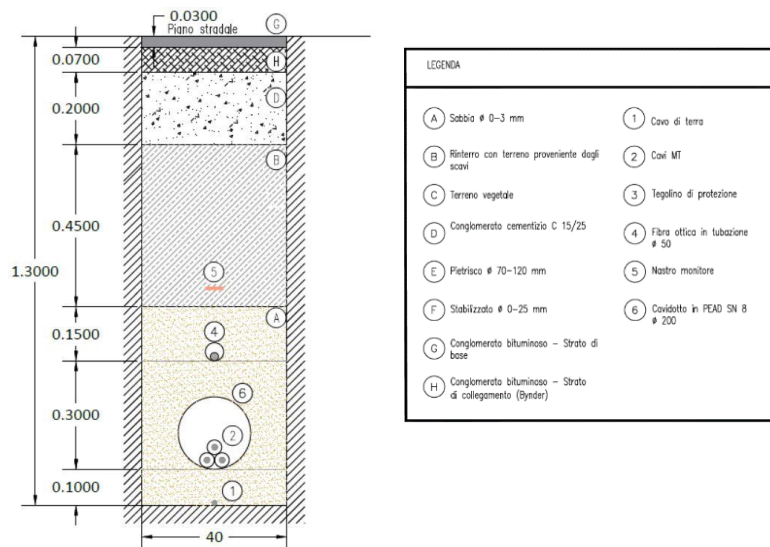 0.0300
Piano stradale
G
0.0700
H
D
0.2000
B
0.4500
1.3000
5
A
4
0.1500
6
0.3000
2
0.1000
1
40
LEGENDA
A Sabbia ø 0-3 mm
B Rinterro con terreno proveniente dagli
scavi
C Terreno vegetale
D Conglomerato cementizio C 15/25
E Pietrisco ø 70-120 mm
F Stabilizzato ø 0-25 mm
G Conglomerato bituminoso - Strato di
base
H Conglomerato bituminoso - Strato
di collegamento (Bynder)
1 Cavo di terra
2 Cavi MT
3 Tegolino di protezione
4 Fibra ottica in tubazione
ø 50
5 Nastro monitore
6 Cavidotto in PEAD SN 8
ø 200